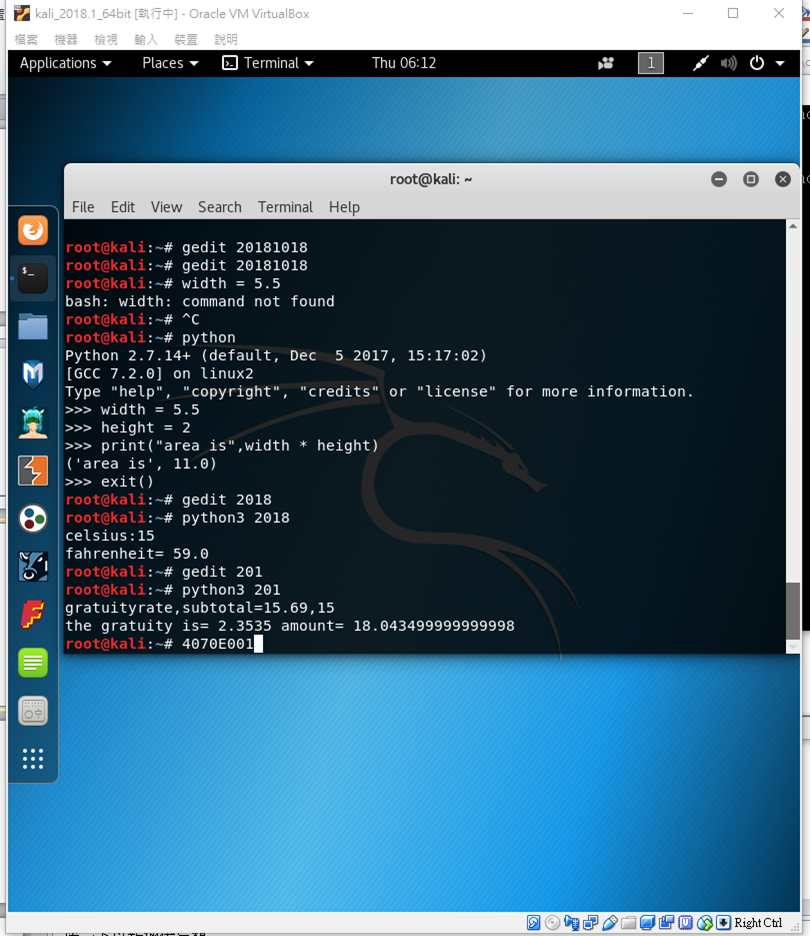 kali_2018.1_64bit [執行中] - Oracle VM VirtualBox
檔案 機器 檢視 輸入 裝置 說明
Applications Places Terminal Thu 06:12 1
root@kali: ~
File Edit View Search Terminal Help
root@kali:~# gedit 20181018
root@kali:~# gedit 20181018
root@kali:~# width = 5.5
bash: width: command not found
root@kali:~# ^C
root@kali:~# python
Python 2.7.14+ (default, Dec  5 2017, 15:17:02)
[GCC 7.2.0] on linux2
Type "help", "copyright", "credits" or "license" for more information.
>>> width = 5.5
>>> height = 2
>>> print("area is",width * height)
('area is', 11.0)
>>> exit()
root@kali:~# gedit 2018
root@kali:~# python3 2018
celsius:15
fahrenheit= 59.0
root@kali:~# gedit 201
root@kali:~# python3 201
gratuityrate,subtotal=15.69,15
the gratuity is= 2.3535 amount= 18.043499999999998
root@kali:~# 4070E001
Right Ctrl